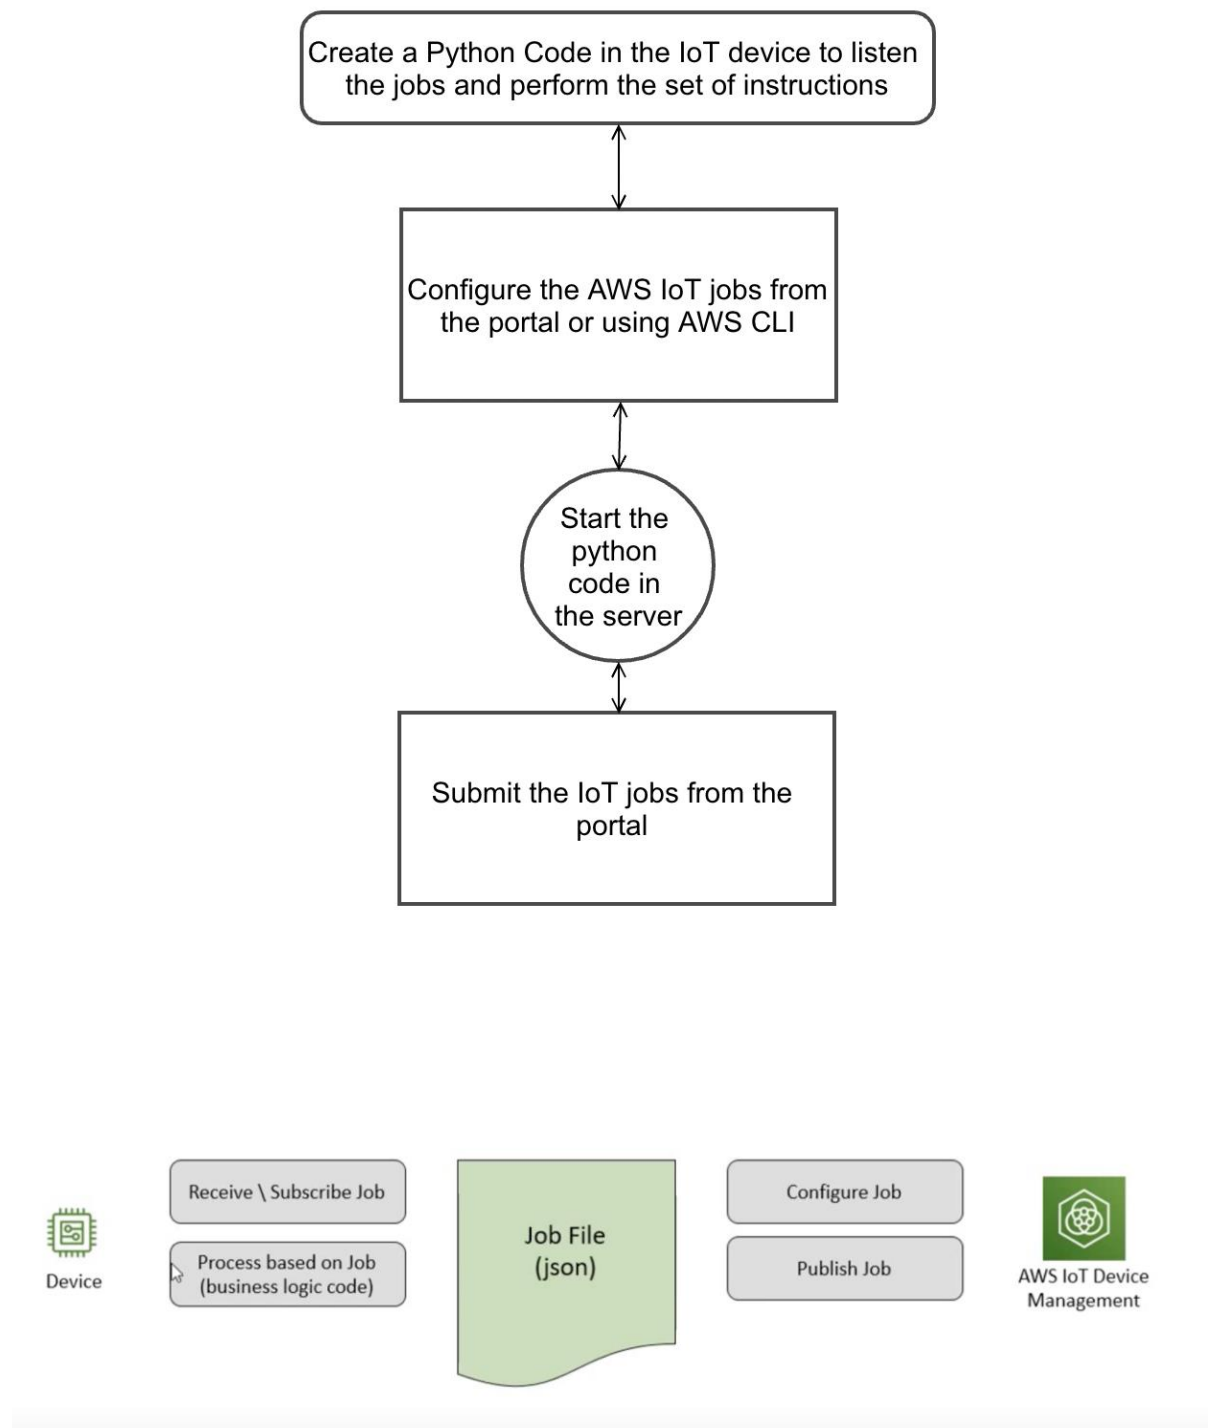 Create a Python Code in the IoT device to listen
the jobs and perform the set of instructions
Configure the AWS IoT jobs from
the portal or using AWS CLI
Start the
python
code in
the server
Submit the IoT jobs from the
portal
Device
Receive \ Subscribe Job
Process based on Job
(business logic code)
Job File
(json)
Configure Job
Publish Job
AWS IoT Device
Management